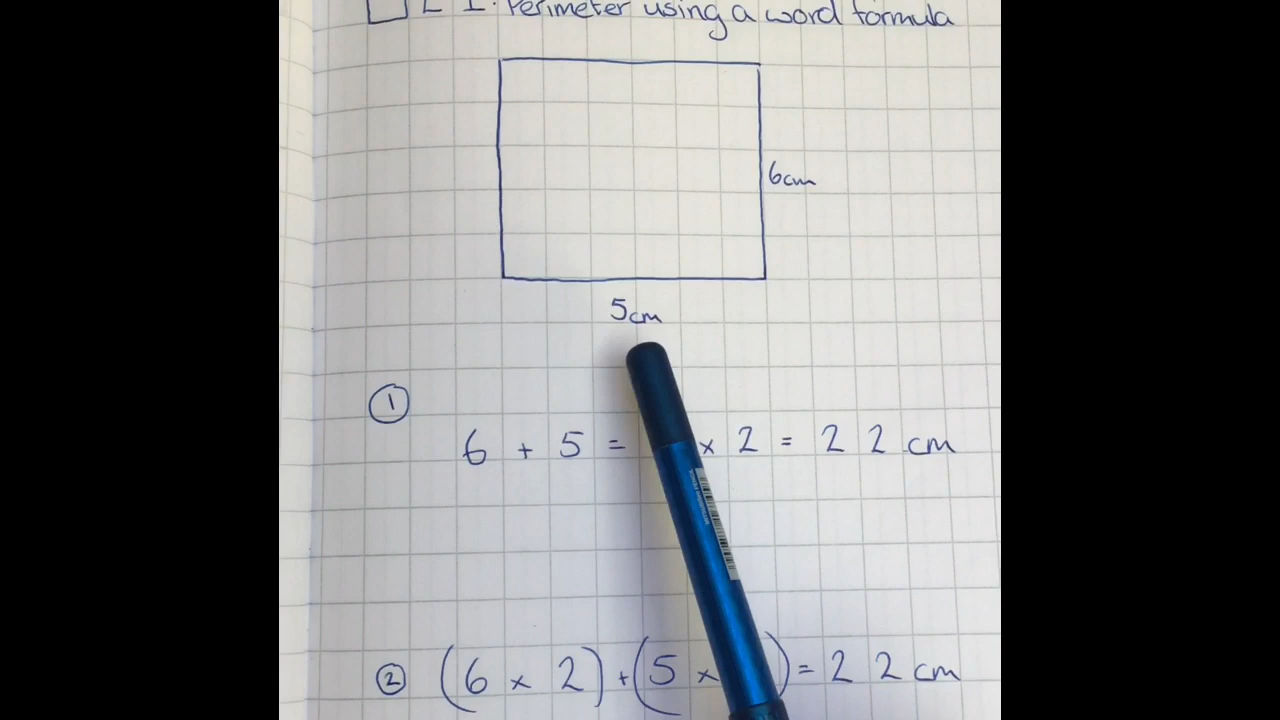 L I: Perimeter using a word formula
6cm
5cm
1
6 + 5 = x 2 = 22 cm
2 (6 x 2) + (5 x ) = 22 cm